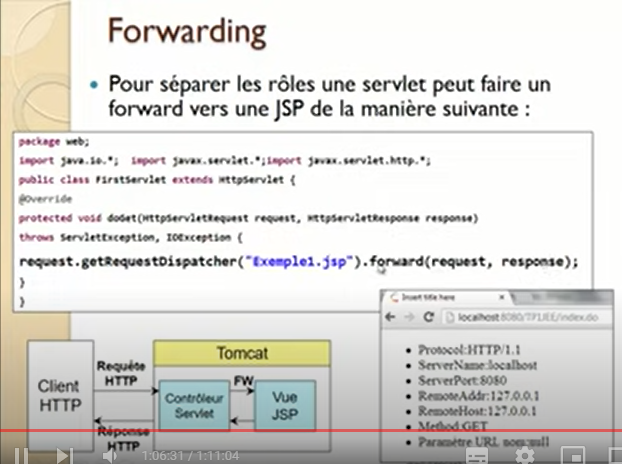 Forwarding
• Pour séparer les rôles une servlet peut faire un
forward vers une JSP de la manière suivante :
package web;
import java.io.*; import javax.servlet.*;import javax.servlet.http.*;
public class FirstServlet extends HttpServlet {
@Override
protected void doGet(HttpServletRequest request, HttpServletResponse response)
throws ServletException, IOException {
request.getRequestDispatcher("Exemple1.jsp").forward(request, response);
}
}
Insert title here
localhost:8080/TP1JEE/index.do
• Protocol:HTTP/1.1
• ServerName:localhost
• ServerPort:8080
• RemoteAddr:127.0.0.1
• RemoteHost:127.0.0.1
• Method:GET
• Paramètre URL nom:null
Client
HTTP
Requête
HTTP
Réponse
HTTP
Tomcat
Contrôleur
Servlet
FW
Vue
JSP
1:06:31 / 1:11:04